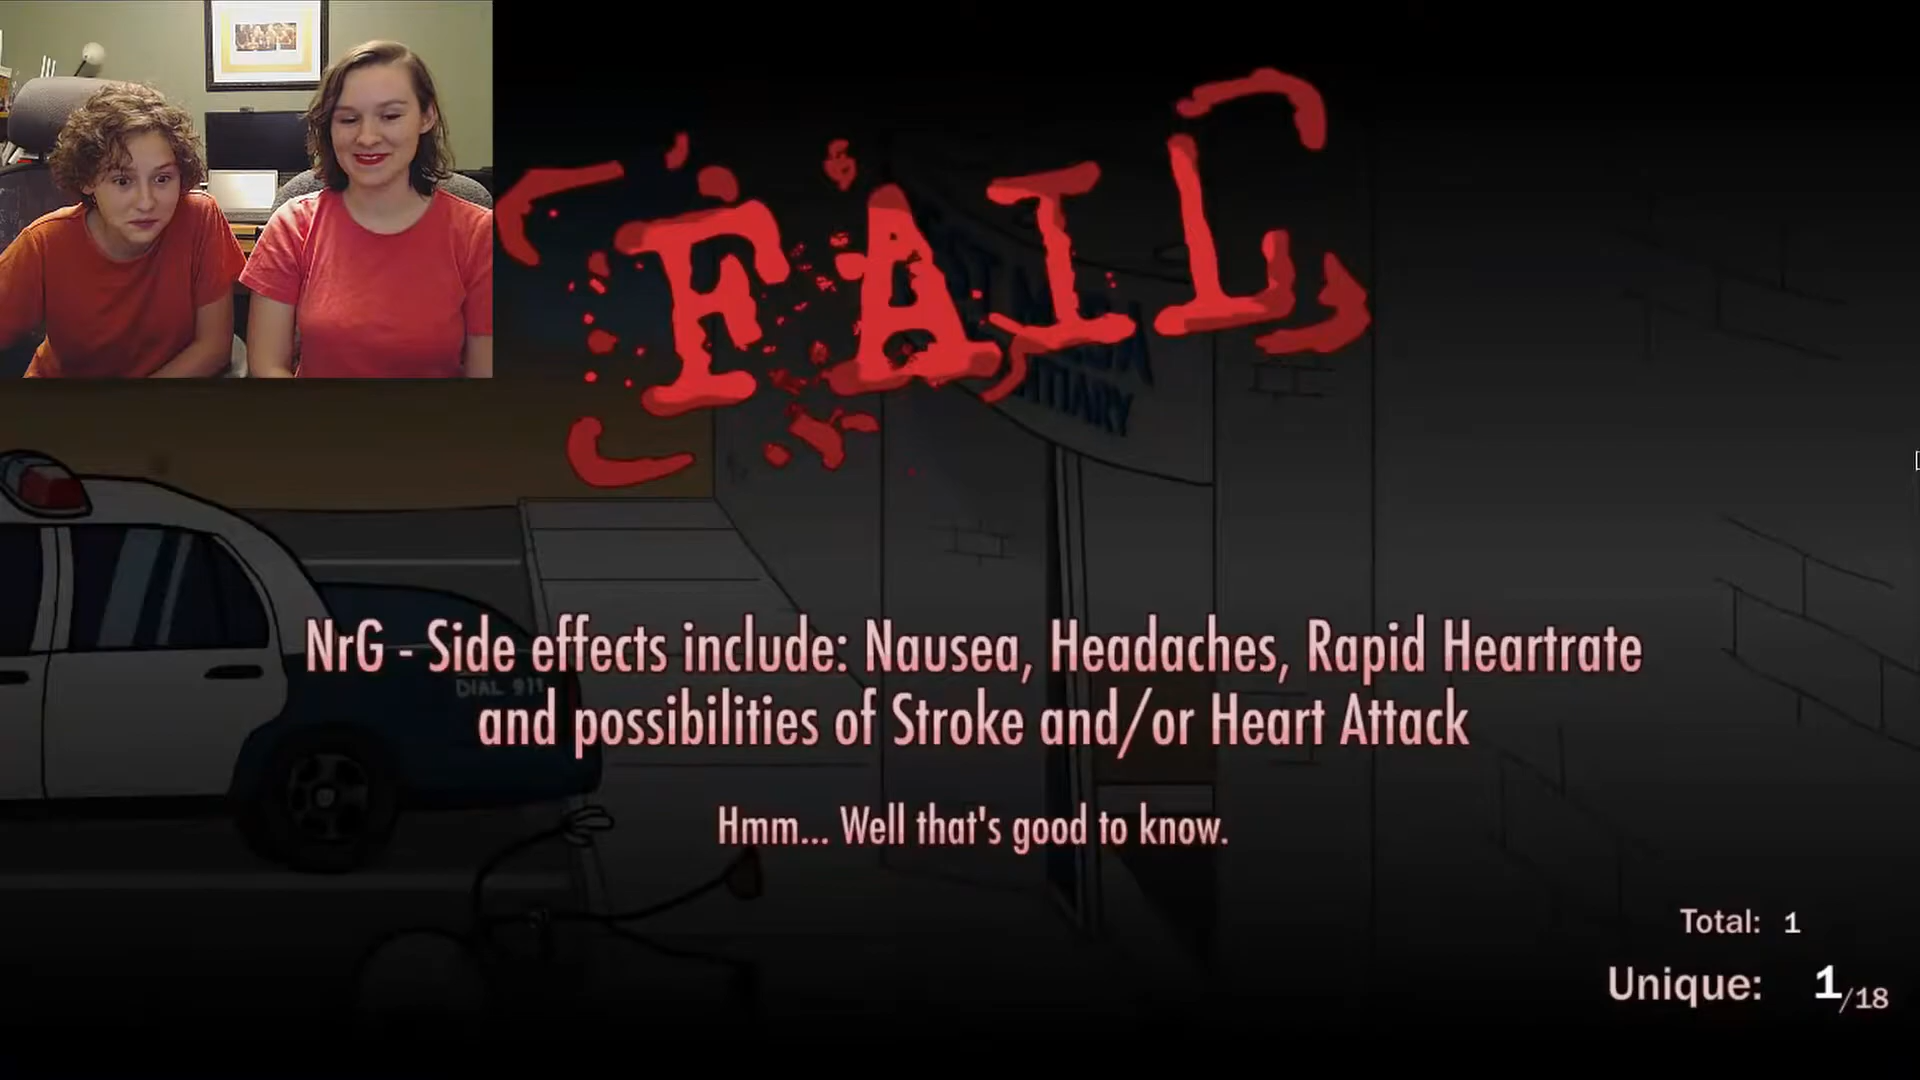 FAIL
NrG - Side effects include: Nausea, Headaches, Rapid Heartrate
and possibilities of Stroke and/or Heart Attack
DIAL 911
Hmm... Well that's good to know.
Total: 1
Unique: 1/18